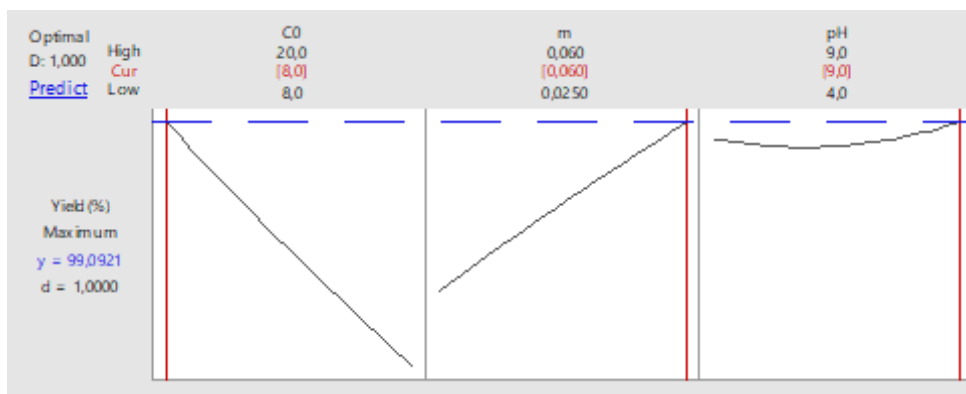 Optimal
D: 1,000
Predict
High
Cur
Low
C0
20,0
[8,0]
8,0
m
0,060
[0,060]
0,0250
pH
9,0
[9,0]
4,0
Yield (%)
Maximum
y = 99,0921
d = 1,0000